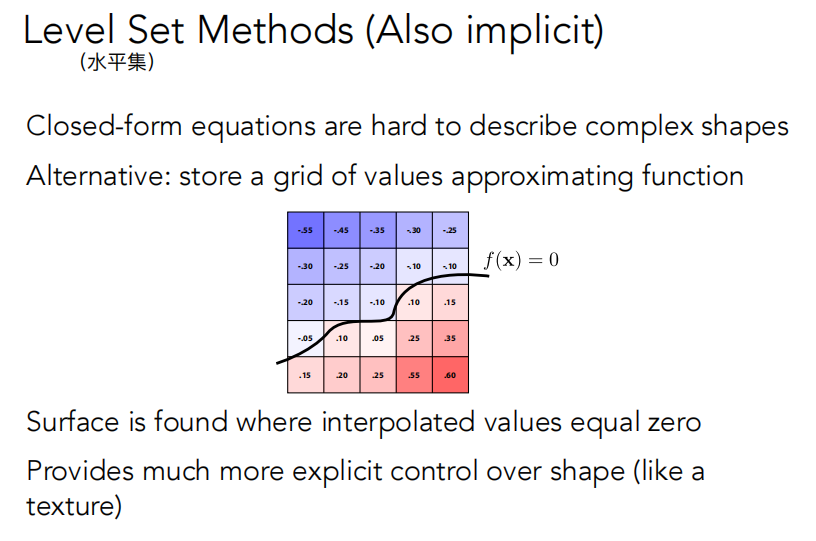 Level Set Methods (Also implicit)
(水平集)
Closed-form equations are hard to describe complex shapes
Alternative: store a grid of values approximating function
-.55 -.45 -.35 -.30 -.25
-.30 -.25 -.20 -.10 -.10
f(x) = 0
-.20 -.15 -.10 .10 .15
-.05 .10 .05 .25 .35
.15 .20 .25 .55 .60
Surface is found where interpolated values equal zero
Provides much more explicit control over shape (like a
texture)